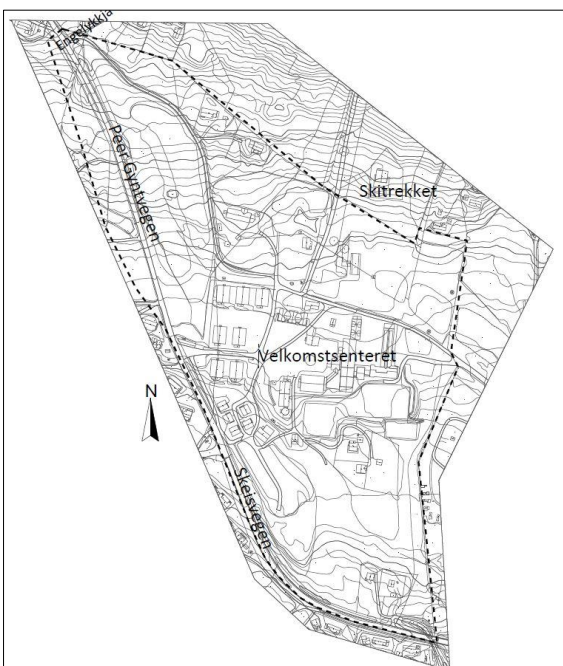 Engelykkja
Peer Gyntvegen
Skitrekket
Velkomstsenteret
N
Skeisvegen